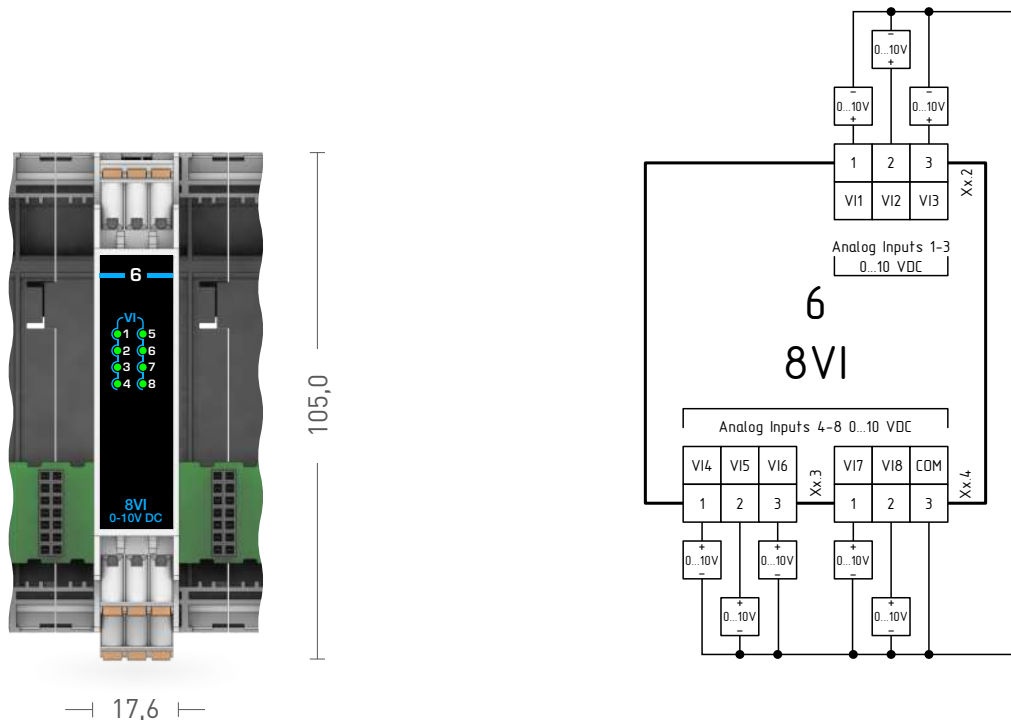 6
VI
1 5
2 6
3 7
4 8
8VI
0-10V DC
105,0
17,6
−
0...10V
+
−
0...10V
+
−
0...10V
+
1 2 3
Xx.2
VI1 VI2 VI3
Analog Inputs 1-3
0...10 VDC
6
8VI
Analog Inputs 4-8 0...10 VDC
VI4 VI5 VI6
Xx.3
1 2 3
VI7 VI8 COM
Xx.4
1 2 3
+
0...10V
−
+
0...10V
−
+
0...10V
−
+
0...10V
−
+
0...10V
−